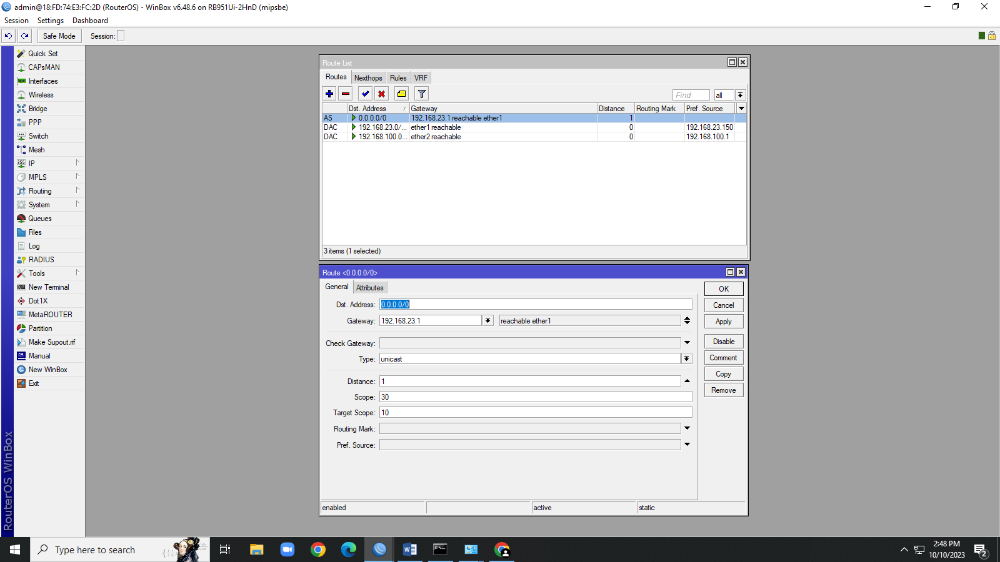 admin@18:FD:74:E3:FC:2D (RouterOS) - WinBox v6.48.6 on RB951Ui-2HnD (mipsbe)
Session Settings Dashboard
Safe Mode Session:
Quick Set
CAPsMAN
Interfaces
Wireless
Bridge
PPP
Switch
Mesh
IP
MPLS
Routing
System
Queues
Files
Log
RADIUS
Tools
New Terminal
Dot1X
MetaROUTER
Partition
Make Supout.rif
Manual
New WinBox
Exit
RouterOS WinBox
Route List
Routes Nexthops Rules VRF
Find all
Dst. Address Gateway Distance Routing Mark Pref. Source
AS 0.0.0.0/0 192.168.23.1 reachable ether1 1
DAC 192.168.23.0/... ether1 reachable 0 192.168.23.150
DAC 192.168.100.0... ether2 reachable 0 192.168.100.1
3 items (1 selected)
Route <0.0.0.0/0>
General Attributes
Dst. Address: 0.0.0.0/0
Gateway: 192.168.23.1 reachable ether1
Check Gateway:
Type: unicast
Distance: 1
Scope: 30
Target Scope: 10
Routing Mark:
Pref. Source:
OK
Cancel
Apply
Disable
Comment
Copy
Remove
enabled active static
Type here to search
2:48 PM
10/10/2023
2